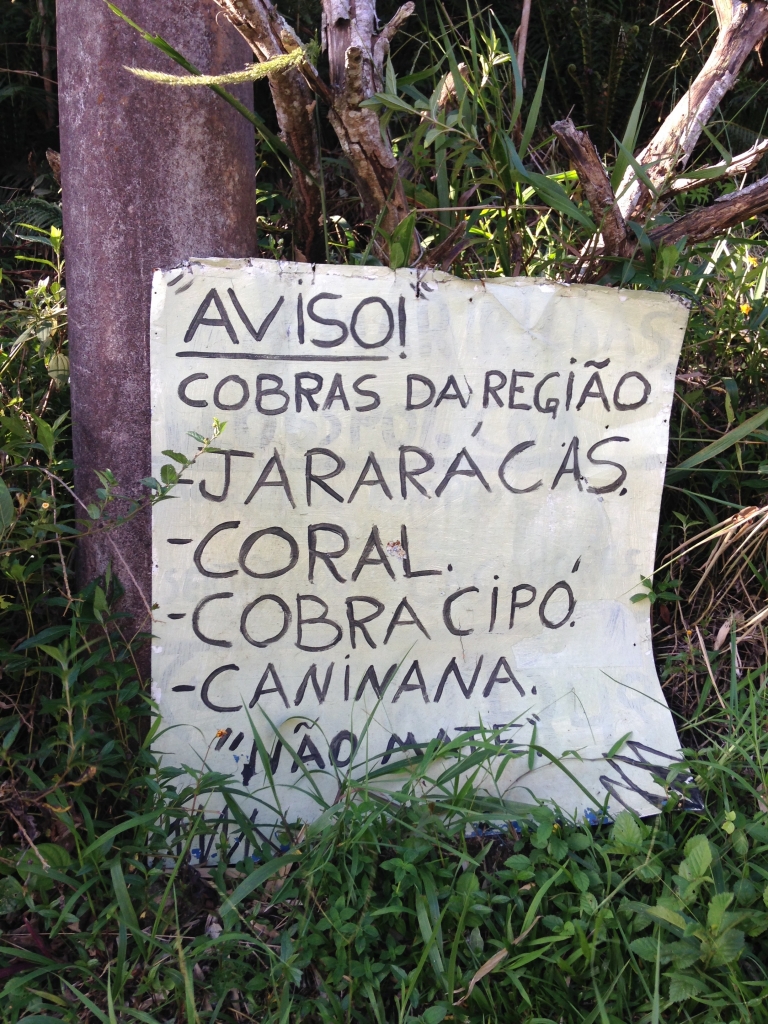 "AVISO!"
COBRAS DA REGIÃO
-JARARÁCAS.
-CORAL.
-COBRA CIPÓ.
-CANINANA.
"NÃO MATE"